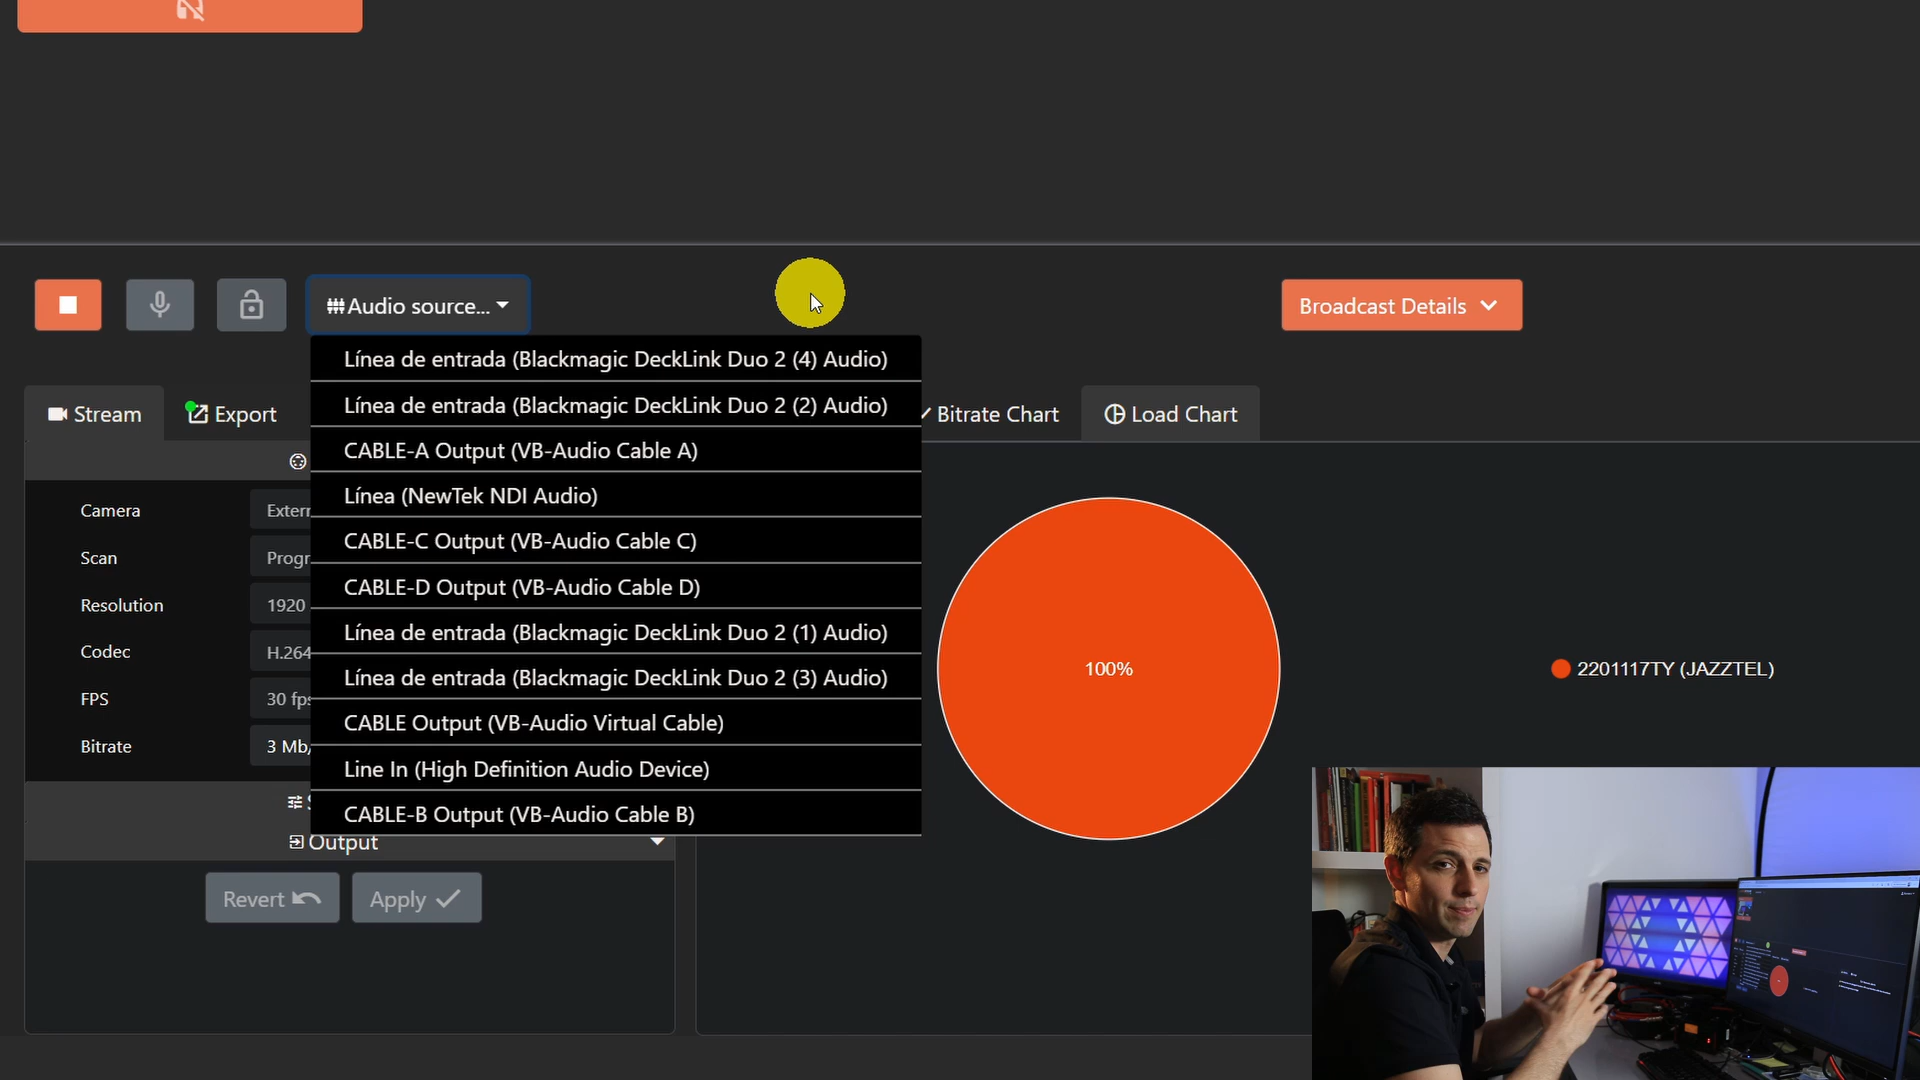 Audio source...
Broadcast Details
Línea de entrada (Blackmagic DeckLink Duo 2 (4) Audio)
Línea de entrada (Blackmagic DeckLink Duo 2 (2) Audio)
CABLE-A Output (VB-Audio Cable A)
Línea (NewTek NDI Audio)
CABLE-C Output (VB-Audio Cable C)
CABLE-D Output (VB-Audio Cable D)
Línea de entrada (Blackmagic DeckLink Duo 2 (1) Audio)
Línea de entrada (Blackmagic DeckLink Duo 2 (3) Audio)
CABLE Output (VB-Audio Virtual Cable)
Line In (High Definition Audio Device)
CABLE-B Output (VB-Audio Cable B)
Stream
Export
Bitrate Chart
Load Chart
Camera
Scan
Resolution 1920
Codec H.264
FPS 30 fps
Bitrate 3 Mb/
Output
Revert
Apply
100%
2201117TY (JAZZTEL)